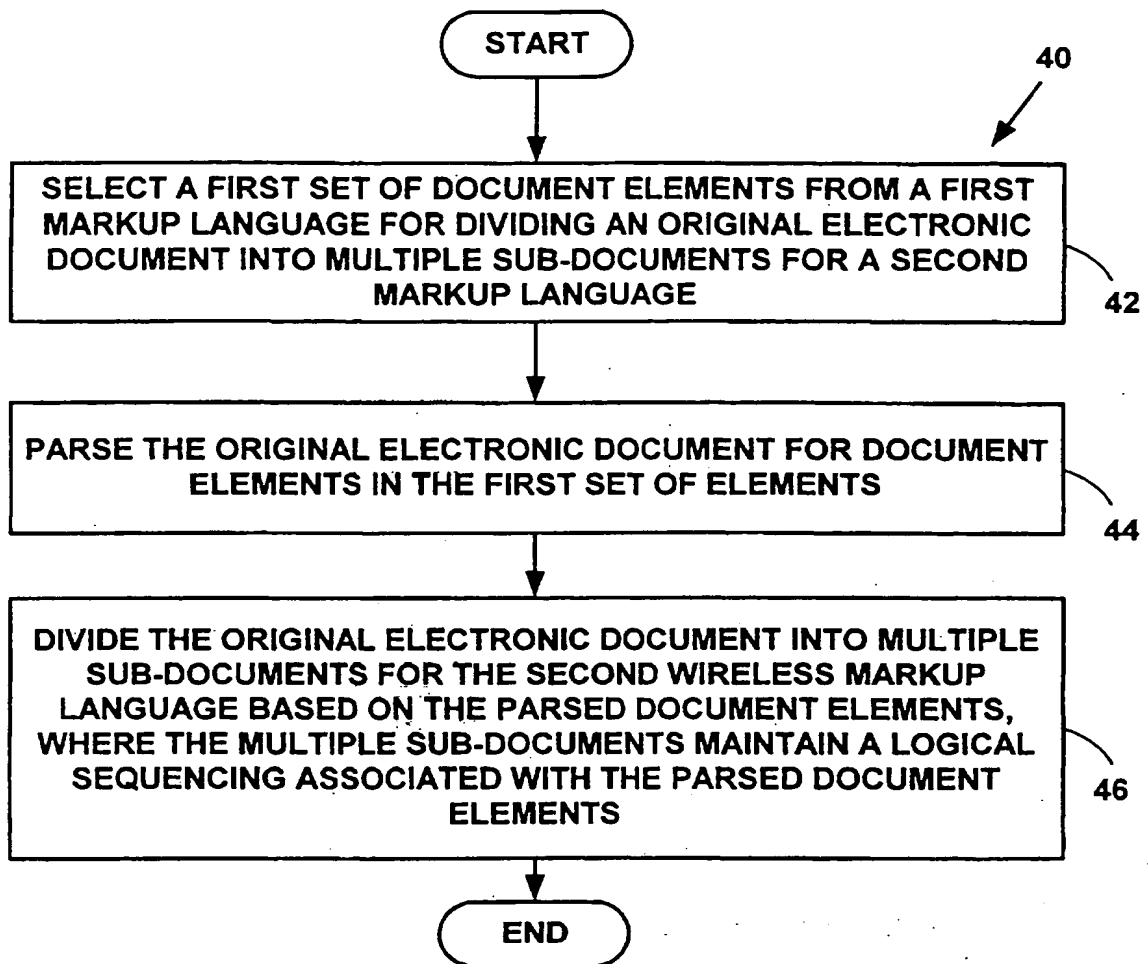 START
40
SELECT A FIRST SET OF DOCUMENT ELEMENTS FROM A FIRST
MARKUP LANGUAGE FOR DIVIDING AN ORIGINAL ELECTRONIC
DOCUMENT INTO MULTIPLE SUB-DOCUMENTS FOR A SECOND
MARKUP LANGUAGE
42
PARSE THE ORIGINAL ELECTRONIC DOCUMENT FOR DOCUMENT
ELEMENTS IN THE FIRST SET OF ELEMENTS
44
DIVIDE THE ORIGINAL ELECTRONIC DOCUMENT INTO MULTIPLE
SUB-DOCUMENTS FOR THE SECOND WIRELESS MARKUP
LANGUAGE BASED ON THE PARSED DOCUMENT ELEMENTS,
WHERE THE MULTIPLE SUB-DOCUMENTS MAINTAIN A LOGICAL
SEQUENCING ASSOCIATED WITH THE PARSED DOCUMENT
ELEMENTS
46
END